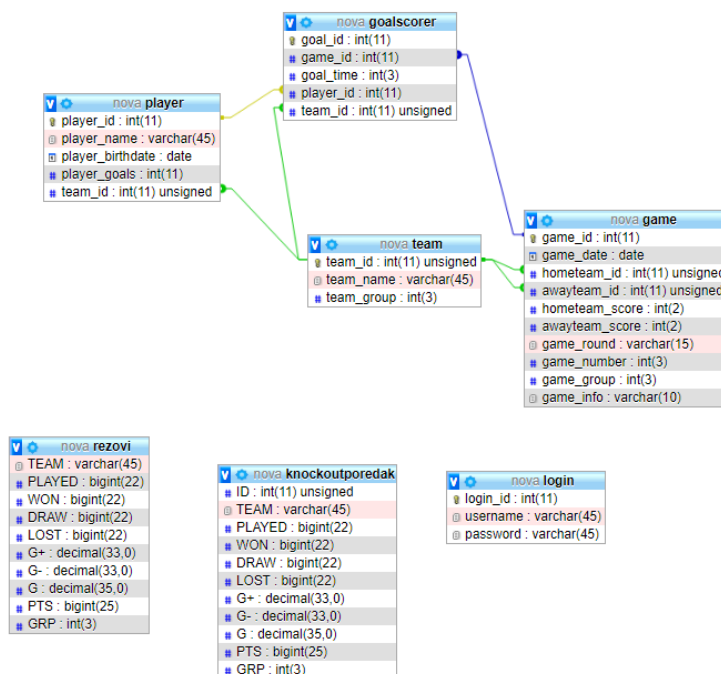 nova goalscorer
goal_id : int(11)
game_id : int(11)
goal_time : int(3)
player_id : int(11)
team_id : int(11) unsigned
nova player
player_id : int(11)
player_name : varchar(45)
player_birthdate : date
player_goals : int(11)
team_id : int(11) unsigned
nova team
team_id : int(11) unsigned
team_name : varchar(45)
team_group : int(3)
nova game
game_id : int(11)
game_date : date
hometeam_id : int(11) unsigned
awayteam_id : int(11) unsigned
hometeam_score : int(2)
awayteam_score : int(2)
game_round : varchar(15)
game_number : int(3)
game_group : int(3)
game_info : varchar(10)
nova rezovi
TEAM : varchar(45)
PLAYED : bigint(22)
WON : bigint(22)
DRAW : bigint(22)
LOST : bigint(22)
G+ : decimal(33,0)
G- : decimal(33,0)
G : decimal(35,0)
PTS : bigint(25)
GRP : int(3)
nova knockoutporedak
ID : int(11) unsigned
TEAM : varchar(45)
PLAYED : bigint(22)
WON : bigint(22)
DRAW : bigint(22)
LOST : bigint(22)
G+ : decimal(33,0)
G- : decimal(33,0)
G : decimal(35,0)
PTS : bigint(25)
GRP : int(3)
nova login
login_id : int(11)
username : varchar(45)
password : varchar(45)